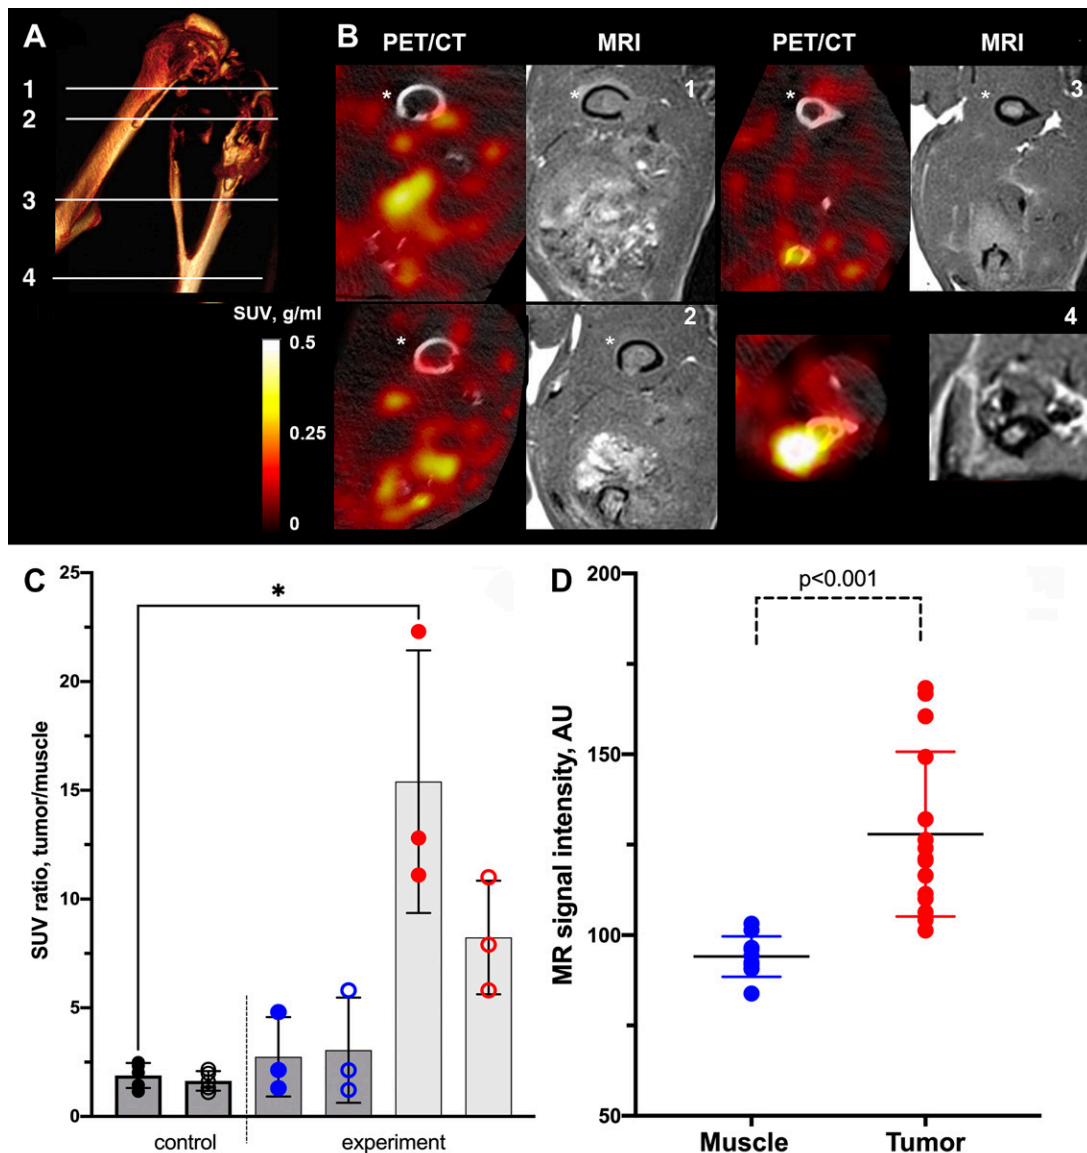 A
1
2
3
4
SUV, g/ml
0.5
0.25
0
B
PET/CT
MRI
PET/CT
MRI
*
*
1
*
*
3
*
*
2
4
C
25
20
15
10
5
0
SUV ratio, tumor/muscle
*
control
experiment
D
200
150
100
50
MR signal intensity, AU
p<0.001
Muscle
Tumor